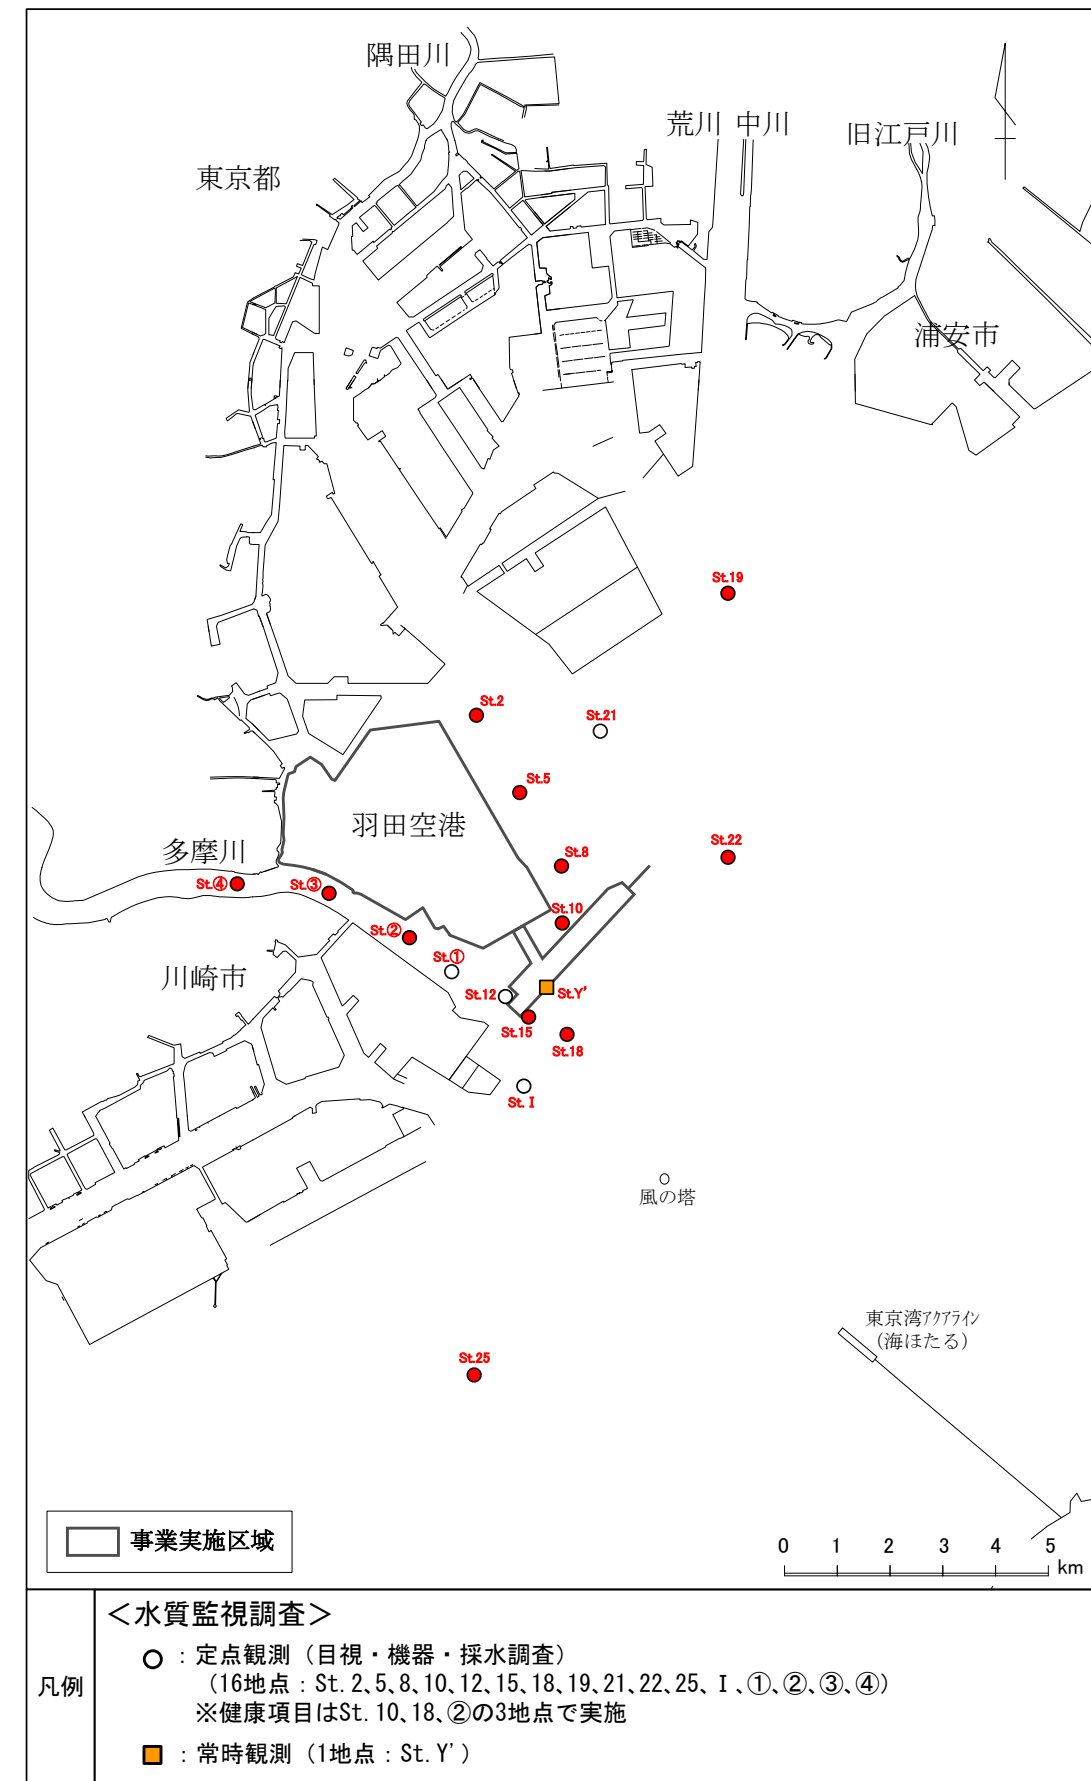 隅田川
荒川 中川
旧江戸川
東京都
浦安市
St.19
St.2
St.21
St.5
羽田空港
St.22
多摩川
St.8
St.④
St.③
St.10
St.②
St.①
川崎市
St.12
St.Y'
St.15
St.18
St.Ⅰ
風の塔
東京湾アクアライン
(海ほたる)
St.25
事業実施区域
0 1 2 3 4 5
km
凡例
<水質監視調査>
○ : 定点観測 (目視・機器・採水調査)
(16地点 : St.2、5、8、10、12、15、18、19、21、22、25、Ⅰ、①、②、③、④)
※健康項目はSt.10、18、②の3地点で実施
: 常時観測 (1地点 : St.Y')